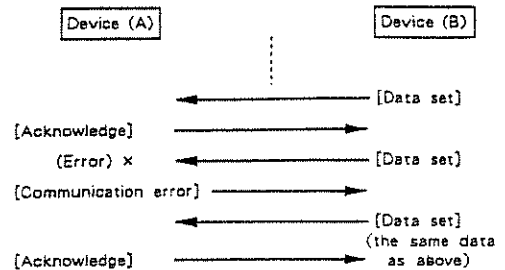 Device (A) Device (B)
[Data set]
[Acknowledge]
(Error) × [Data set]
[Communication error]
[Data set]
(the same data
[Acknowledge] as above)